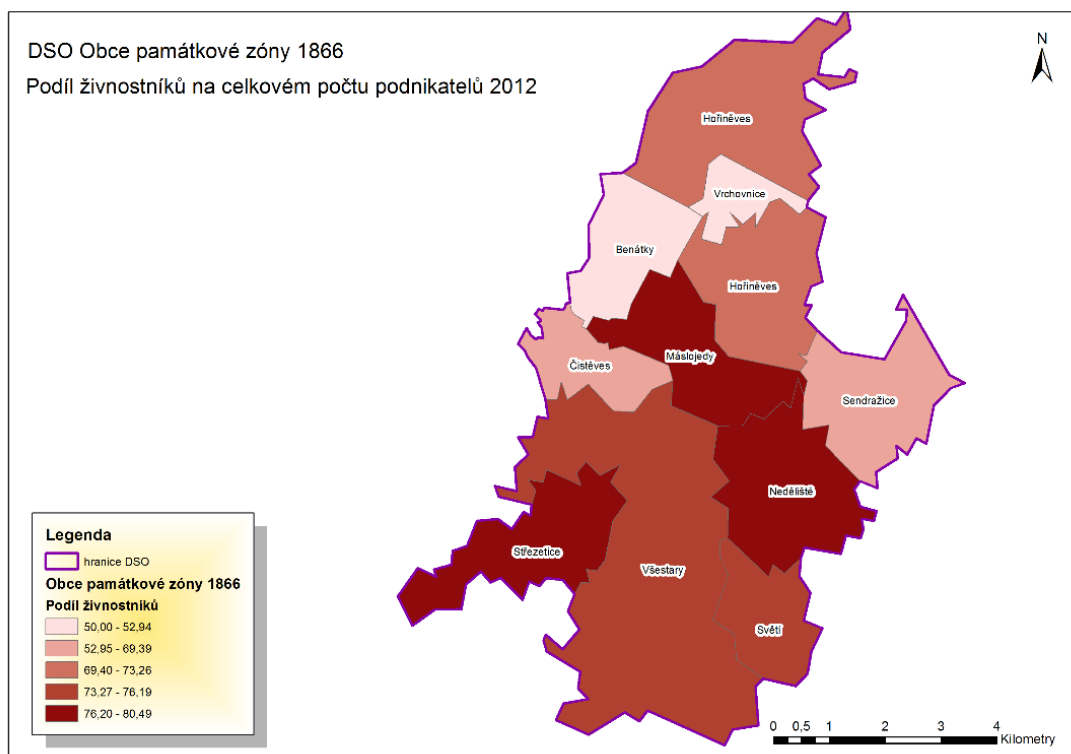 DSO Obce památkové zóny 1866
Podíl živnostníků na celkovém počtu podnikatelů 2012
N
Hořiněves
Vrchovnice
Benátky
Hořiněves
Máslojedy
Čistěves
Sendražice
Neděliště
Střezetice
Všestary
Světí
Legenda
hranice DSO
Obce památkové zóny 1866
Podíl živnostníků
50,00 - 52,94
52,95 - 69,39
69,40 - 73,26
73,27 - 76,19
76,20 - 80,49
0 0,5 1 2 3 4
Kilometry